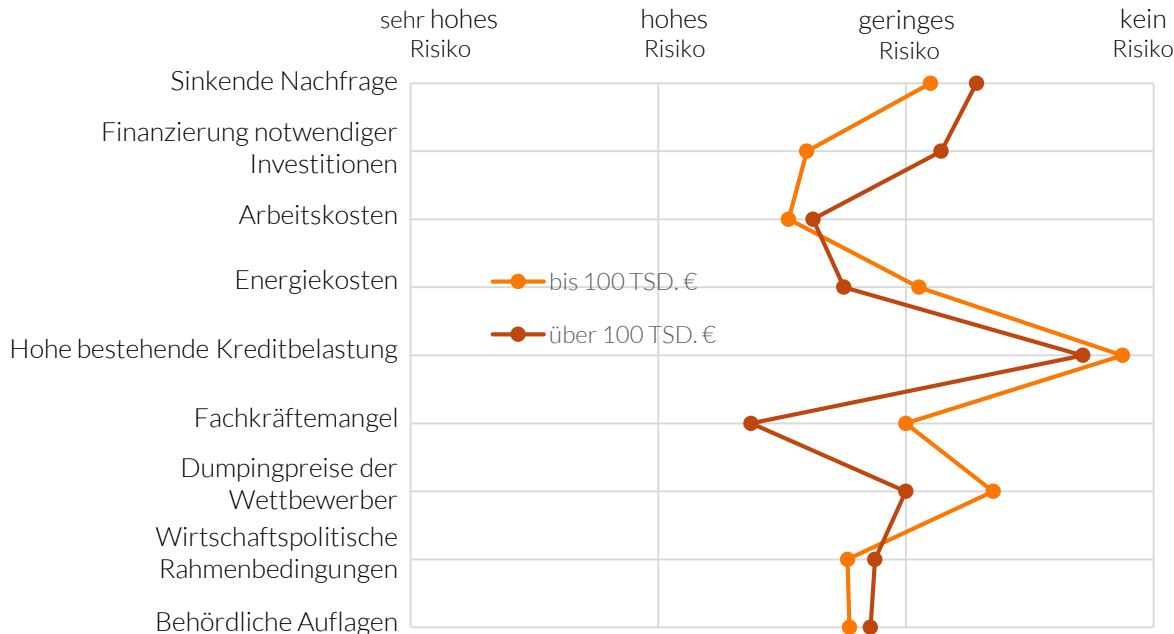 sehr hohes
Risiko
hohes
Risiko
geringes
Risiko
kein
Risiko
Sinkende Nachfrage
Finanzierung notwendiger
Investitionen
Arbeitskosten
Energiekosten
bis 100 TSD. €
über 100 TSD. €
Hohe bestehende Kreditbelastung
Fachkräftemangel
Dumpingpreise der
Wettbewerber
Wirtschaftspolitische
Rahmenbedingungen
Behördliche Auflagen